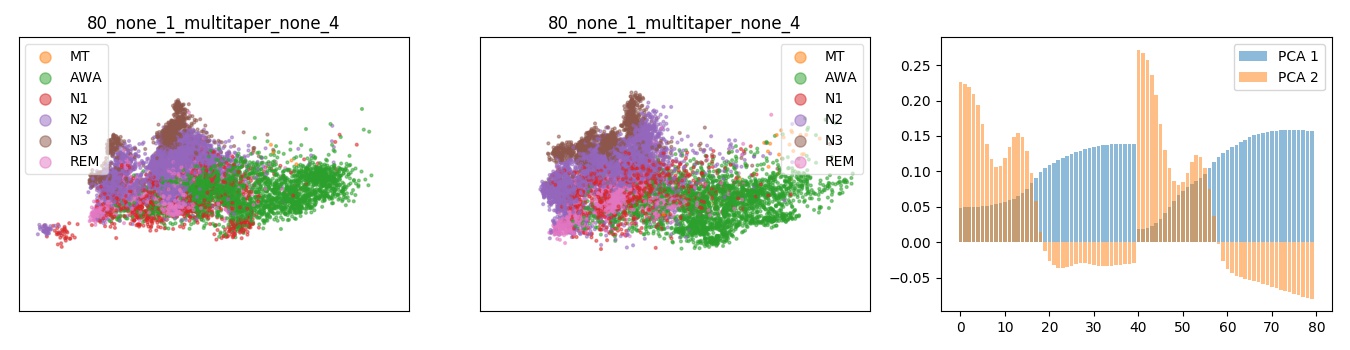 80_none_1_multitaper_none_4
MT
AWA
N1
N2
N3
REM
80_none_1_multitaper_none_4
MT
AWA
N1
N2
N3
REM
PCA 1
PCA 2
0.25
0.20
0.15
0.10
0.05
0.00
−0.05
0 10 20 30 40 50 60 70 80